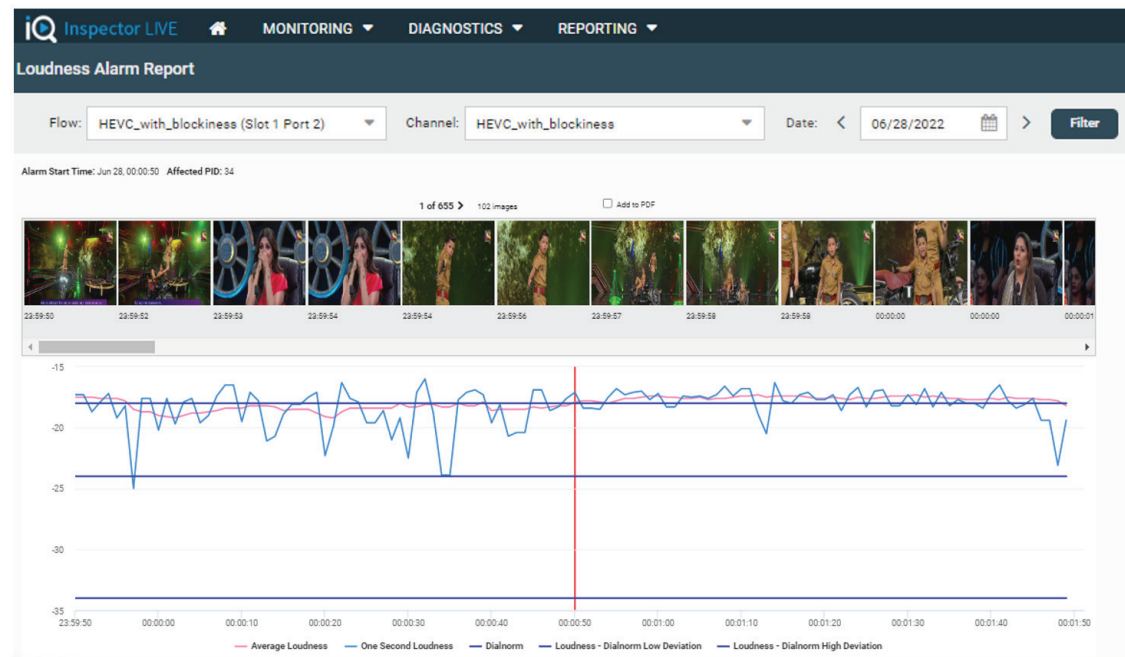 iQ Inspector LIVE MONITORING DIAGNOSTICS REPORTING
Loudness Alarm Report
Flow: HEVC_with_blockiness (Slot 1 Port 2) Channel: HEVC_with_blockiness Date: 06/28/2022 Filter
Alarm Start Time: Jun 28, 00:00:50 Affected PID: 34
1 of 655 102 images Add to PDF
23:59:50 23:59:52 23:59:53 23:59:54 23:59:54 23:59:56 23:59:57 23:59:58 23:59:58 00:00:00 00:00:00 00:00:01
-15
-20
-25
-30
-35
23:59:50 00:00:00 00:00:10 00:00:20 00:00:30 00:00:40 00:00:50 00:01:00 00:01:10 00:01:20 00:01:30 00:01:40 00:01:50
Average Loudness One Second Loudness Dialnorm Loudness - Dialnorm Low Deviation Loudness - Dialnorm High Deviation